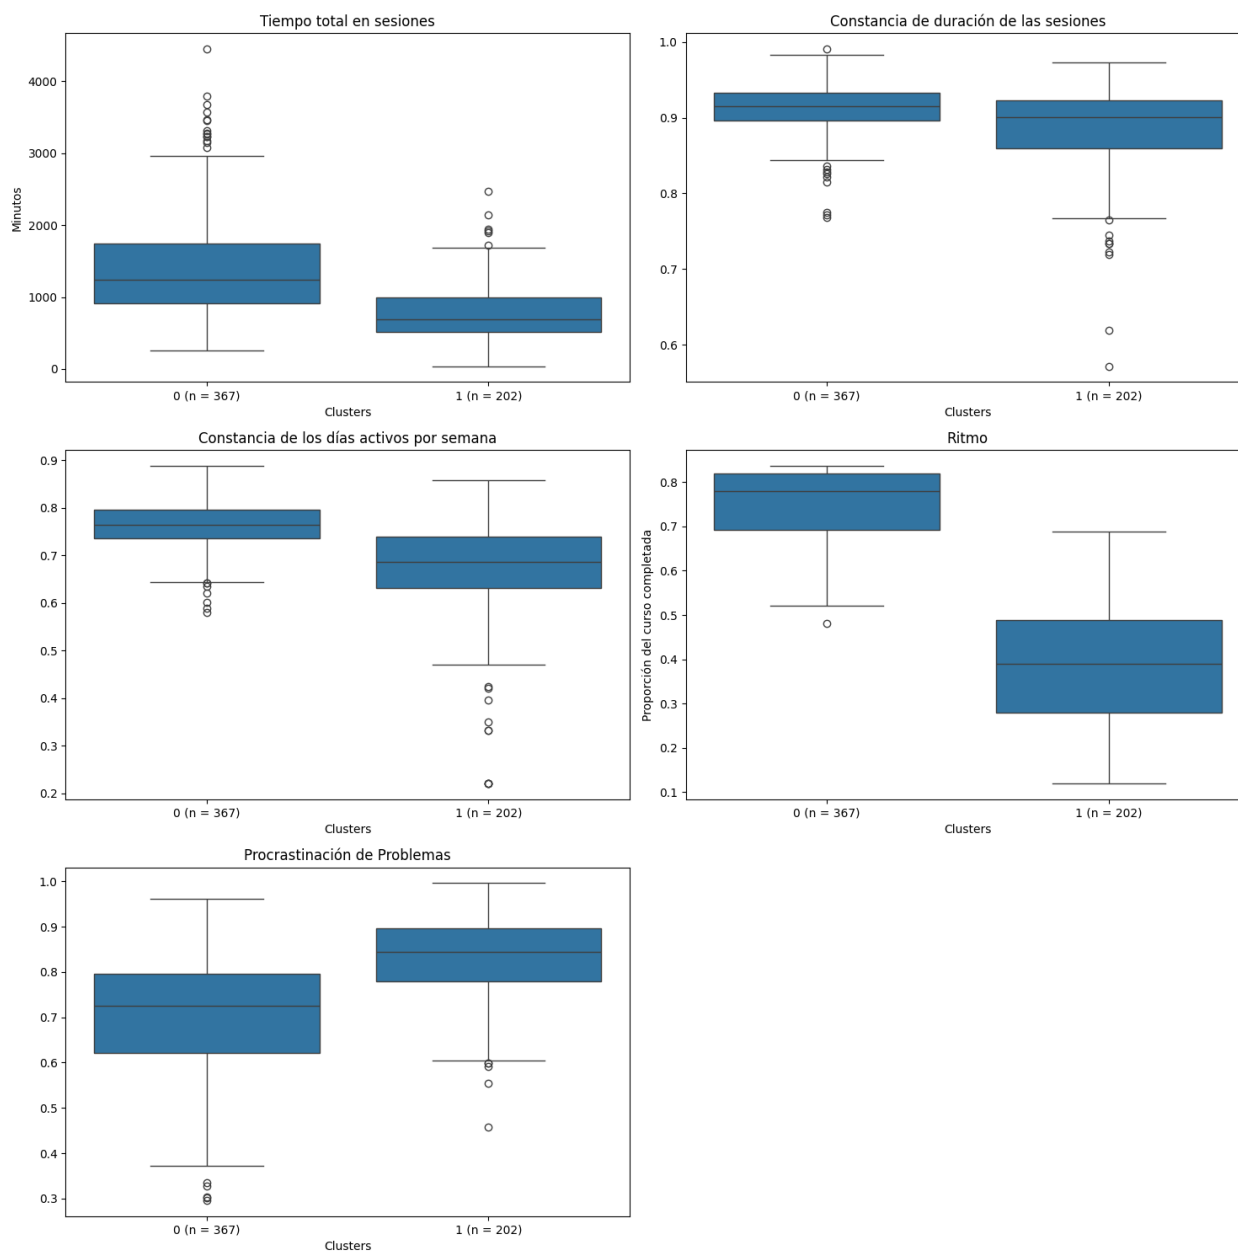 Tiempo total en sesiones
Minutos
4000
3000
2000
1000
0
0 (n = 367)
1 (n = 202)
Clusters
Constancia de duración de las sesiones
1.0
0.9
0.8
0.7
0.6
0 (n = 367)
1 (n = 202)
Clusters
Constancia de los días activos por semana
0.9
0.8
0.7
0.6
0.5
0.4
0.3
0.2
0 (n = 367)
1 (n = 202)
Clusters
Ritmo
Proporción del curso completada
0.8
0.7
0.6
0.5
0.4
0.3
0.2
0.1
0 (n = 367)
1 (n = 202)
Clusters
Procrastinación de Problemas
1.0
0.9
0.8
0.7
0.6
0.5
0.4
0.3
0 (n = 367)
1 (n = 202)
Clusters